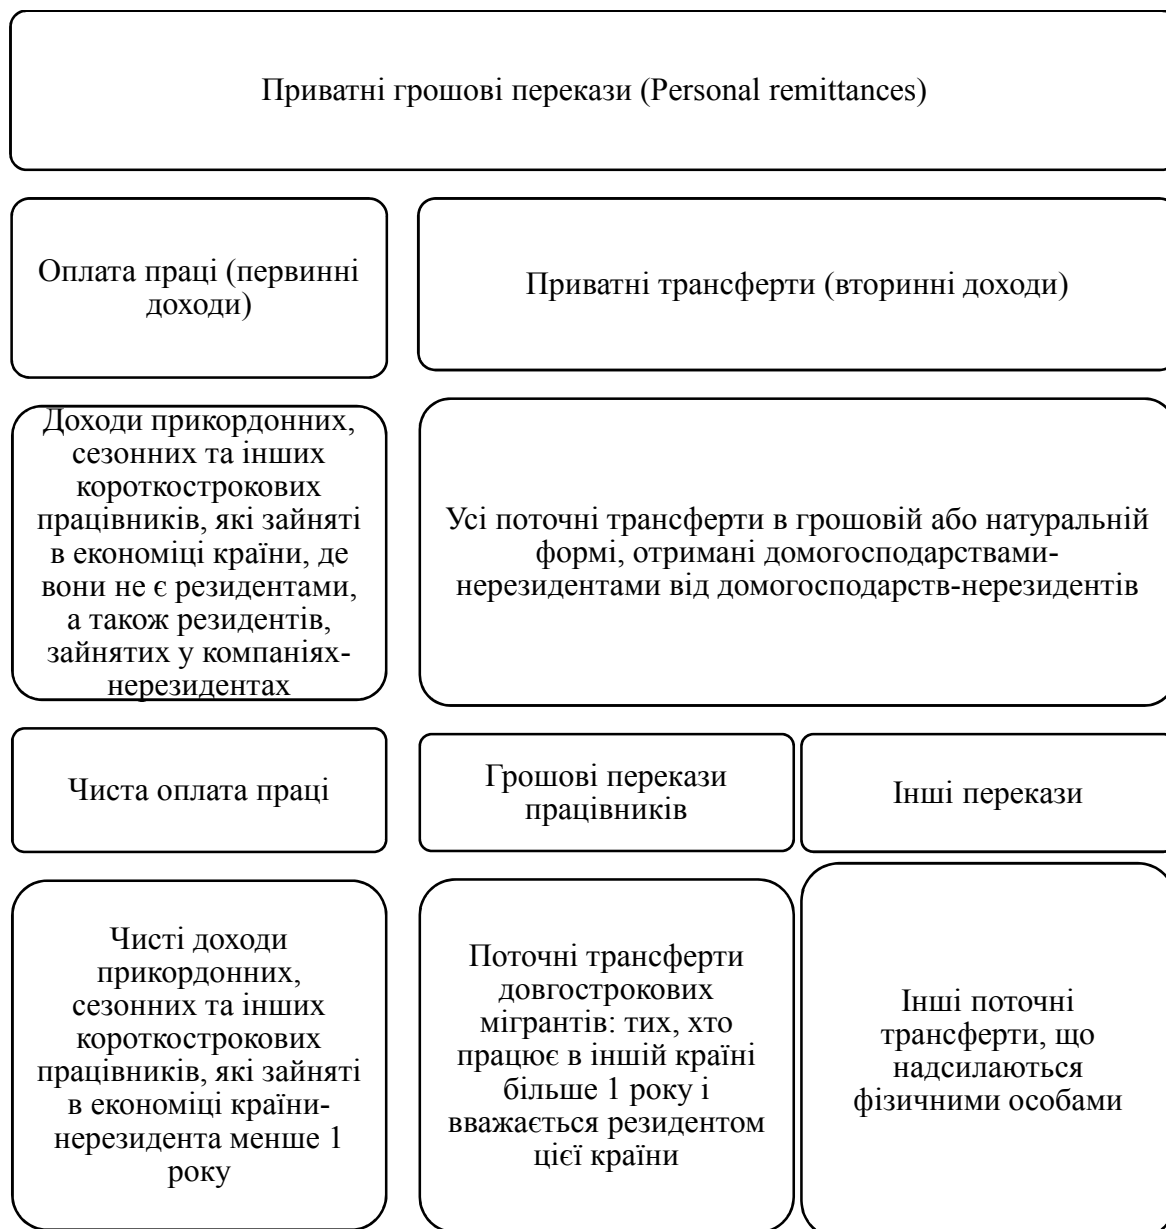 Приватні грошові перекази (Personal remittances)
Оплата праці (первинні
доходи)
Приватні трансферти (вторинні доходи)
Доходи прикордонних,
сезонних та інших
короткострокових
працівників, які зайняті
в економіці країни, де
вони не є резидентами,
а також резидентів,
зайнятих у компаніях-
нерезидентах
Усі поточні трансферти в грошовій або натуральній
формі, отримані домогосподарствами-
нерезидентами від домогосподарств-нерезидентів
Чиста оплата праці
Грошові перекази
працівників
Інші перекази
Чисті доходи
прикордонних,
сезонних та інших
короткострокових
працівників, які зайняті
в економіці країни-
нерезидента менше 1
року
Поточні трансферти
довгострокових
мігрантів: тих, хто
працює в іншій країні
більше 1 року і
вважається резидентом
цієї країни
Інші поточні
трансферти, що
надсилаються
фізичними особами